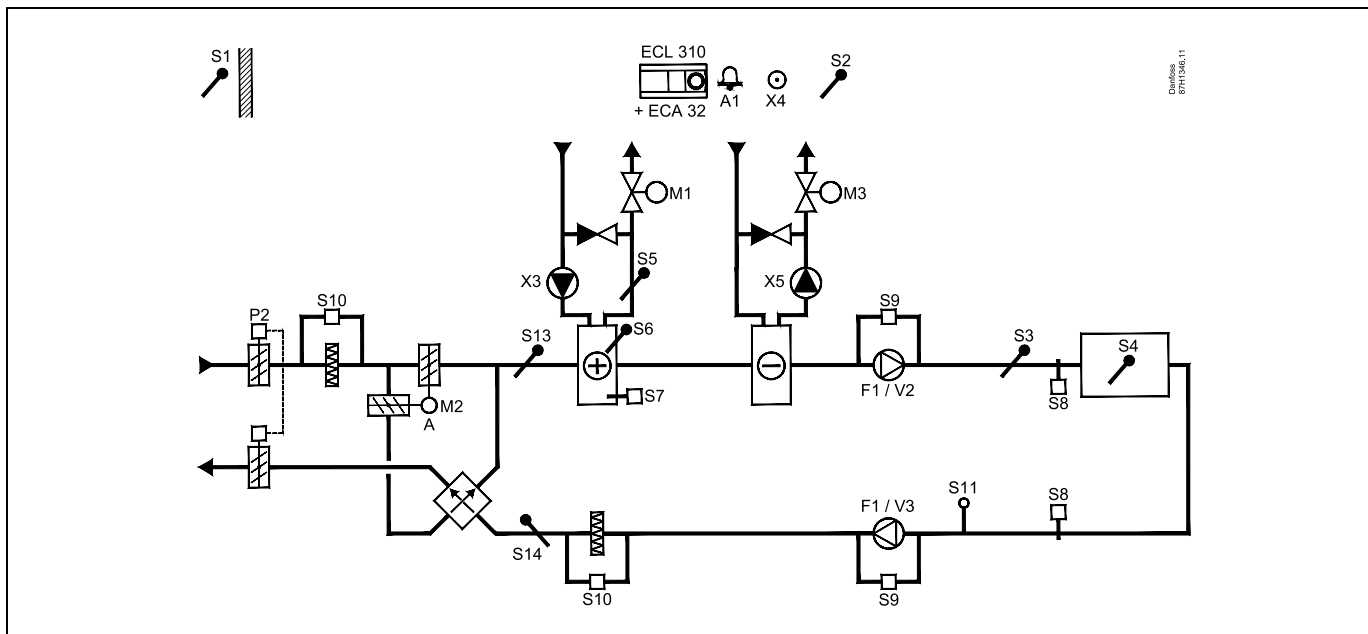 S1
ECL 310
+ ECA 32
A1
X4
S2
Danfoss
87H1346.11
M1
M3
S5
X3
X5
S10
P2
S13
S6
S9
S3
S4
S7
F1 / V2
S8
M2
A
S11
S8
F1 / V3
S14
S10
S9